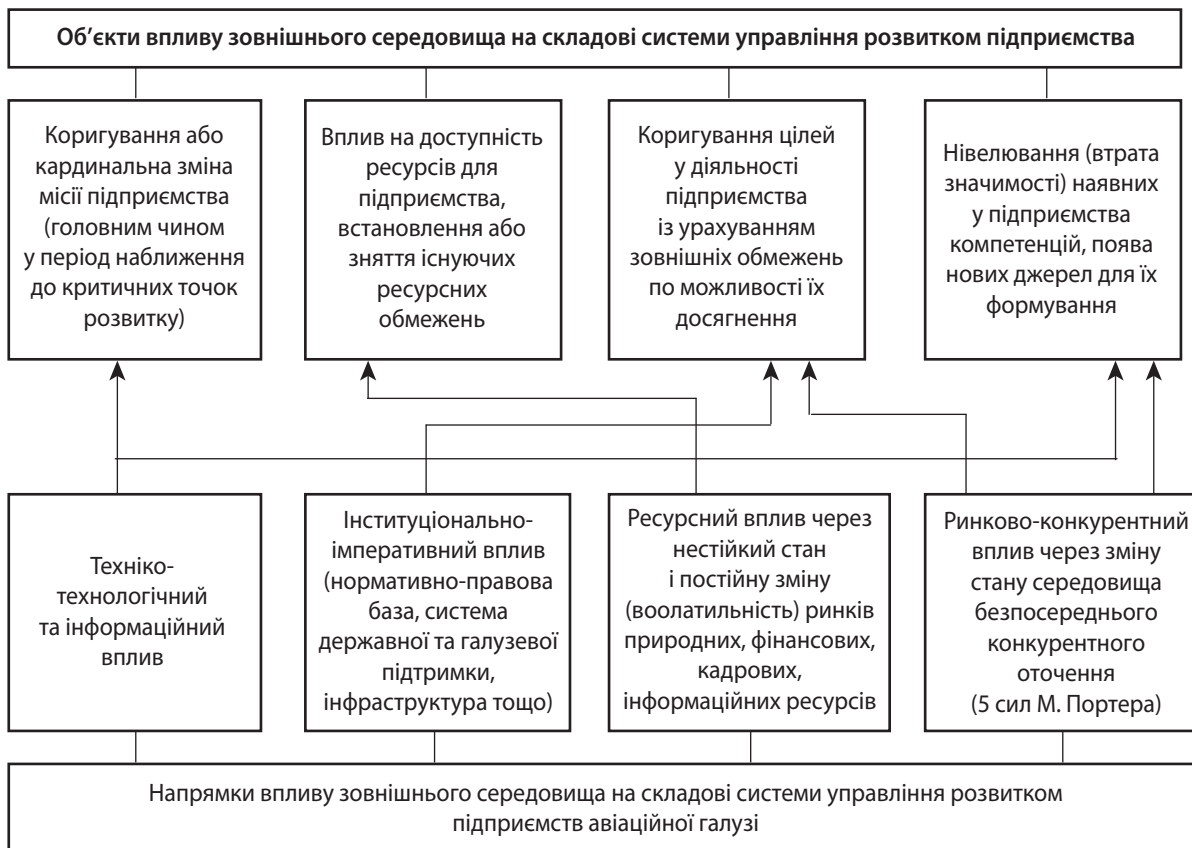 Об’єкти впливу зовнішнього середовища на складові системи управління розвитком підприємства
Коригування або
кардинальна зміна
місії підприємства
(головним чином
у період наближення
до критичних точок
розвитку)
Вплив на доступність
ресурсів для
підприємства,
встановлення або
зняття існуючих
ресурсних
обмежень
Коригування цілей
у діяльності
підприємства
із урахуванням
зовнішніх обмежень
по можливості їх
досягнення
Нівелювання (втрата
значимості) наявних
у підприємства
компетенцій, поява
нових джерел для їх
формування
Техніко-
технологічний
та інформаційний
вплив
Інституціонально-
імперативний вплив
(нормативно-правова
база, система
державної та галузевої
підтримки,
інфраструктура тощо)
Ресурсний вплив через
нестійкий стан
і постійну зміну
(воолатильність) ринків
природних, фінансових,
кадрових,
інформаційних ресурсів
Ринково-конкурентний
вплив через зміну
стану середовища
безпосереднього
конкурентного
оточення
(5 сил М. Портера)
Напрямки впливу зовнішнього середовища на складові системи управління розвитком
підприємств авіаційної галузі